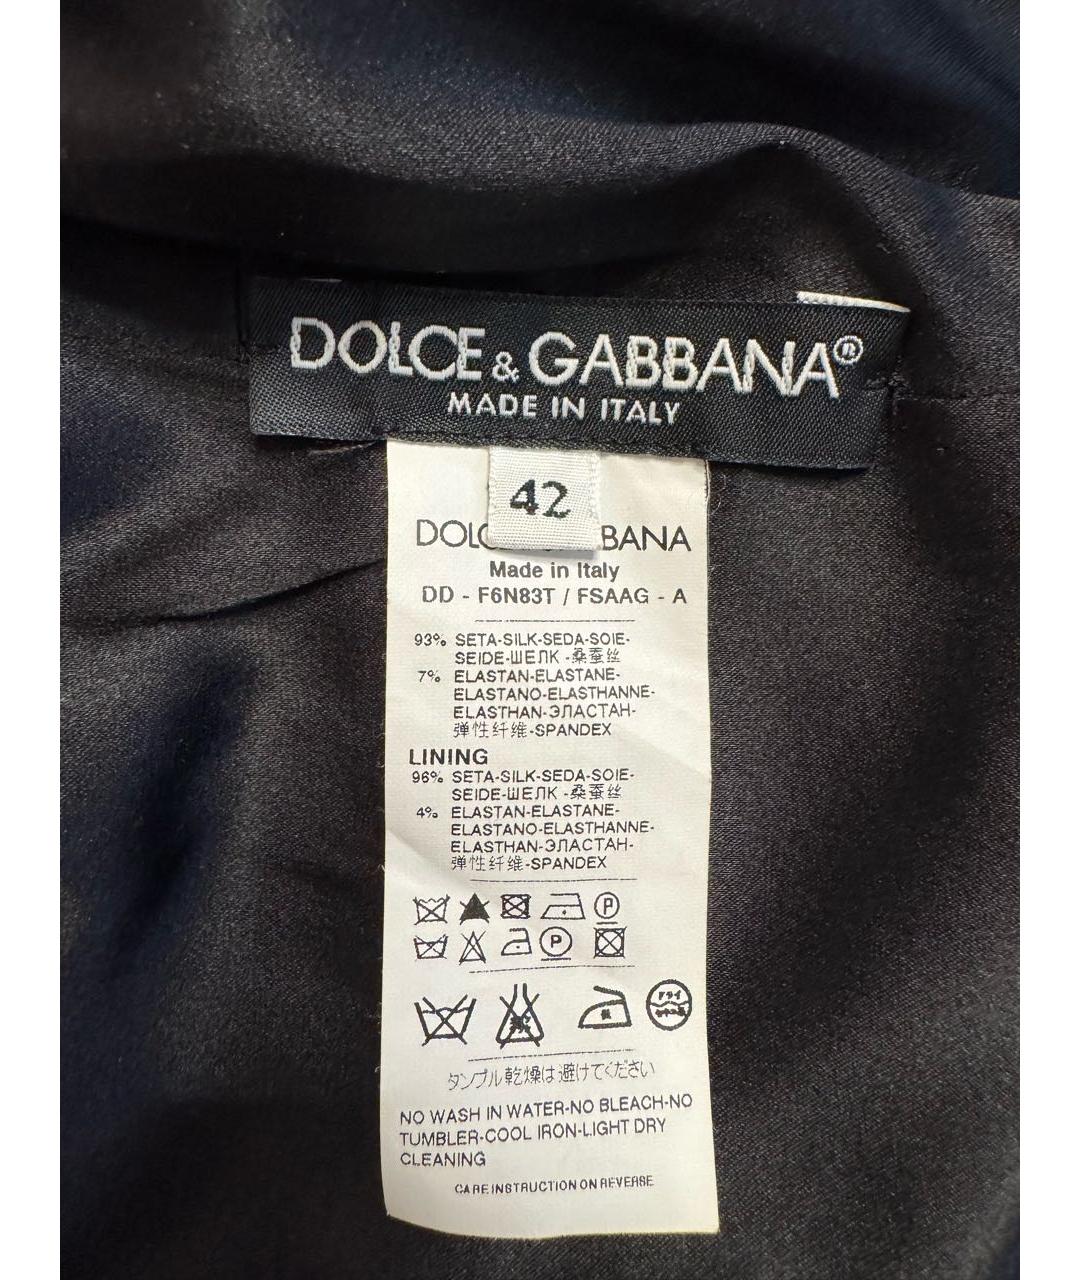 DOLCE & GABBANA®
MADE IN ITALY
42
DOLC BANA
Made in Italy
DD - F6N83T / FSAAG - A
93% SETA-SILK-SEDA-SOIE-
SEIDE-ШЕЛК -桑蚕丝
7% ELASTAN-ELASTANE-
ELASTANO-ELASTHANNE-
ELASTHAN-ЭЛАСТАН-
弹性纤维-SPANDEX
LINING
96% SETA-SILK-SEDA-SOIE-
SEIDE-ШЕЛК -桑蚕丝
4% ELASTAN-ELASTANE-
ELASTANO-ELASTHANNE-
ELASTHAN-ЭЛАСТАН-
弹性纤维-SPANDEX
P
P
ドライ
タンブル乾燥は避けてください
NO WASH IN WATER-NO BLEACH-NO
TUMBLER-COOL IRON-LIGHT DRY
CLEANING
CARE INSTRUCTION ON REVERSE